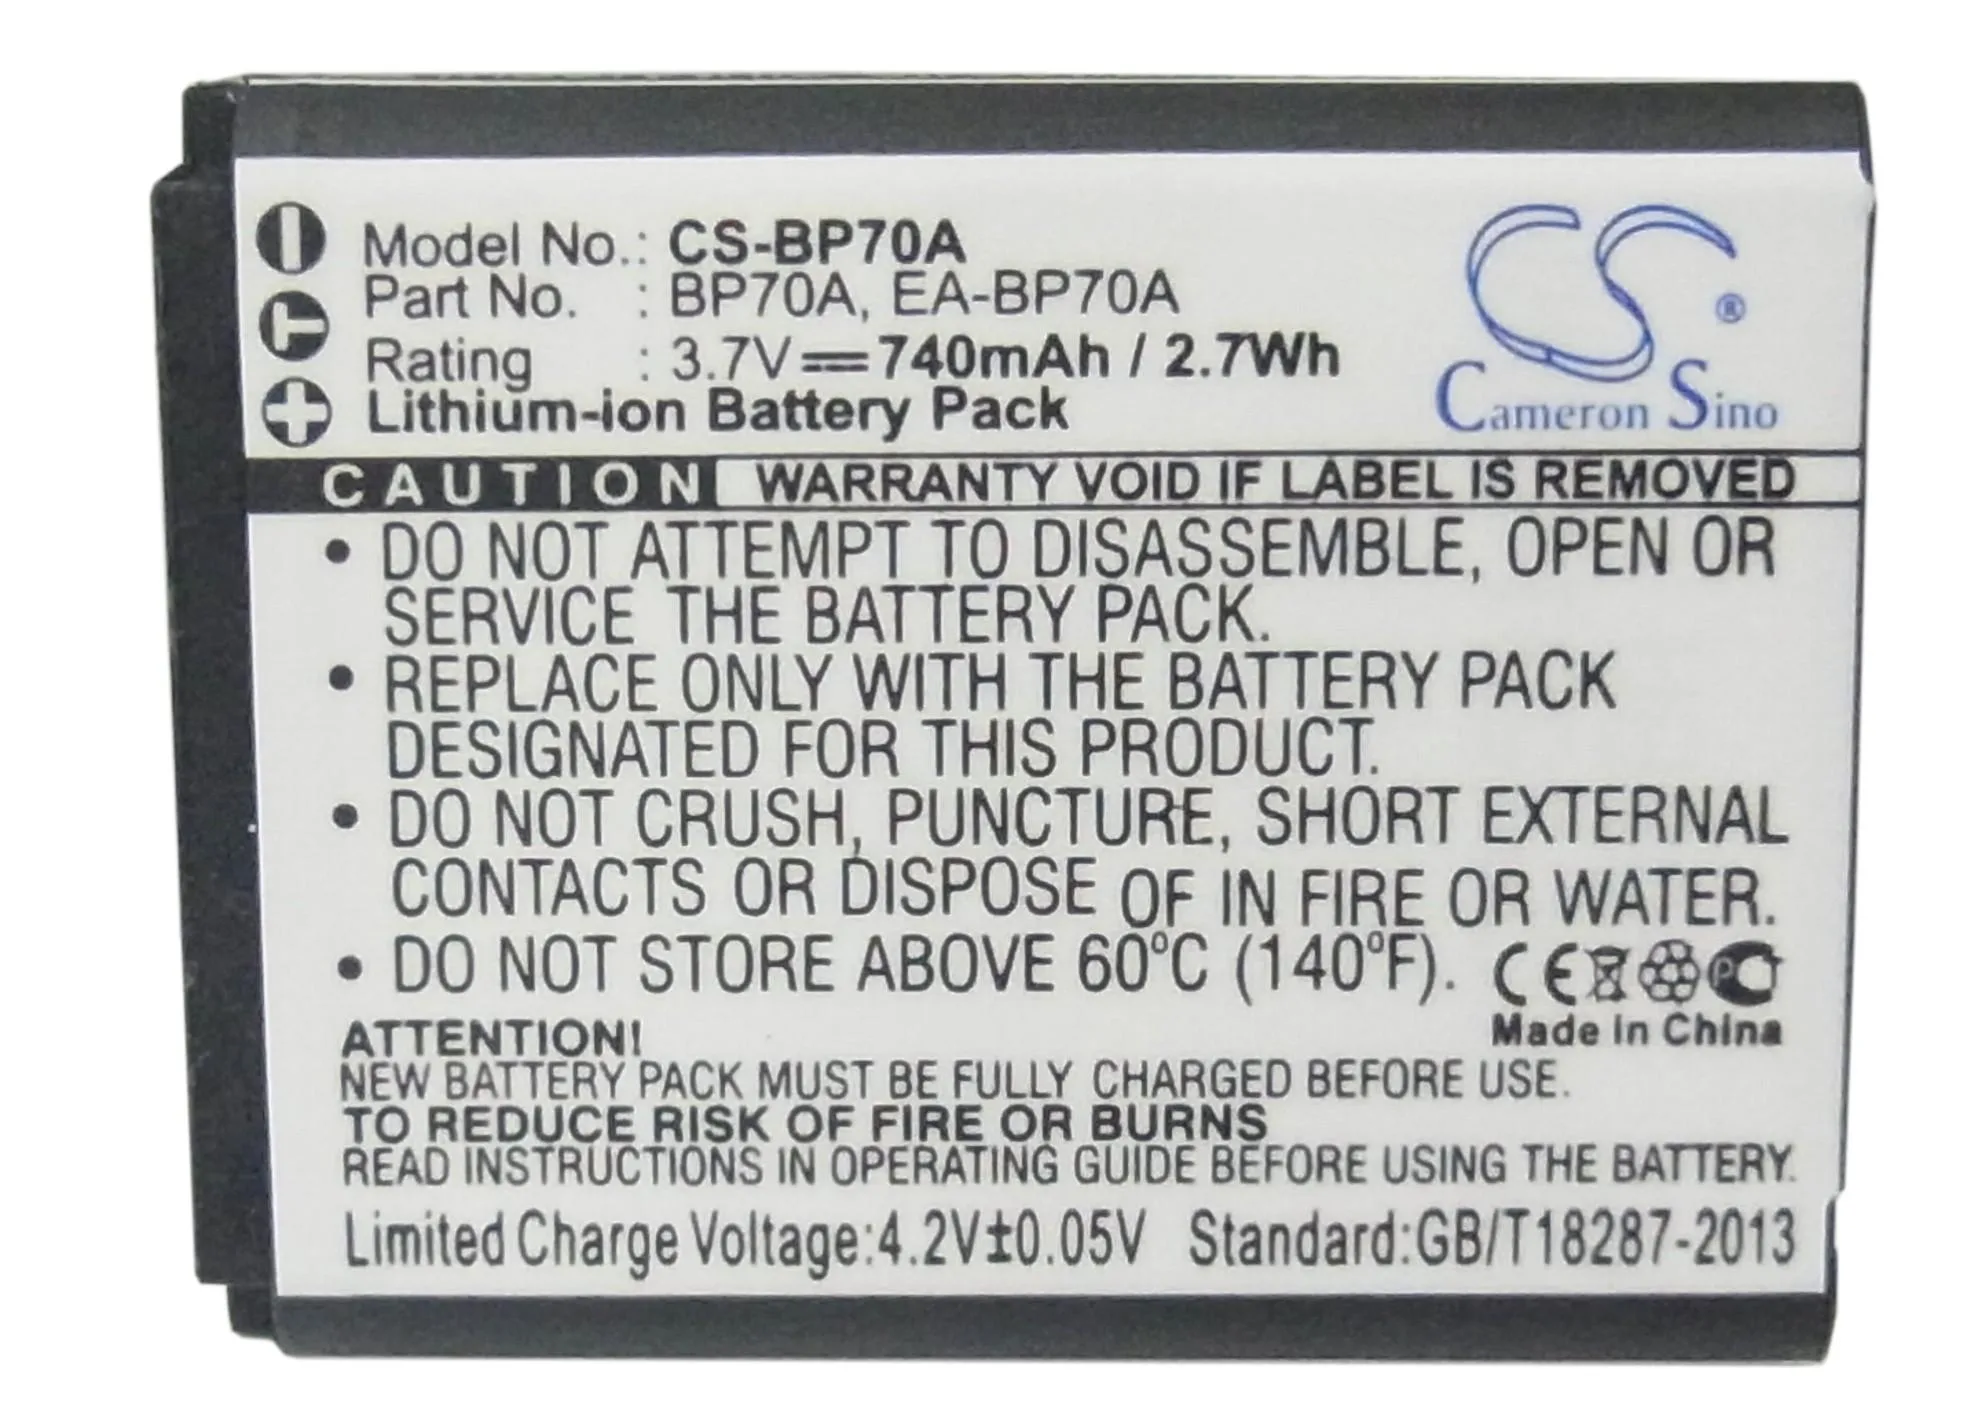 Model No.: CS-BP70A
Part No. : BP70A, EA-BP70A
Rating : 3.7V 740mAh / 2.7Wh
Lithium-ion Battery Pack
CS®
Cameron Sino
CAUTION WARRANTY VOID IF LABEL IS REMOVED
• DO NOT ATTEMPT TO DISASSEMBLE, OPEN OR
SERVICE THE BATTERY PACK.
• REPLACE ONLY WITH THE BATTERY PACK
DESIGNATED FOR THIS PRODUCT.
• DO NOT CRUSH, PUNCTURE, SHORT EXTERNAL
CONTACTS OR DISPOSE OF IN FIRE OR WATER.
• DO NOT STORE ABOVE 60°C (140°F). CE
Made in China
ATTENTION!
NEW BATTERY PACK MUST BE FULLY CHARGED BEFORE USE.
TO REDUCE RISK OF FIRE OR BURNS
READ INSTRUCTIONS IN OPERATING GUIDE BEFORE USING THE BATTERY.
Limited Charge Voltage:4.2V±0.05V Standard:GB/T18287-2013